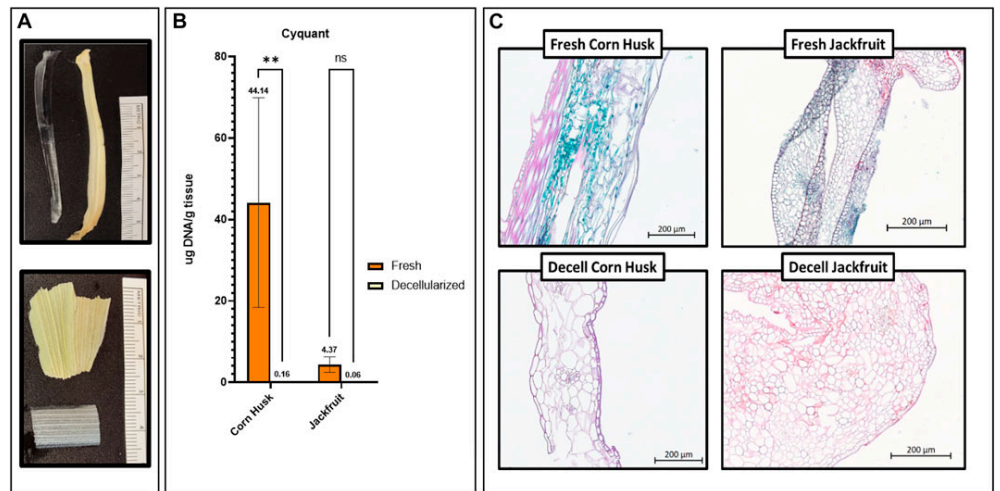 A
B
Cyquant
ug DNA/g tissue
80
60
40
20
0
**
ns
44.14
0.16
4.37
0.06
Corn Husk
Jackfruit
Fresh
Decellularized
C
Fresh Corn Husk
200 µm
Fresh Jackfruit
200 µm
Decell Corn Husk
200 µm
Decell Jackfruit
200 µm